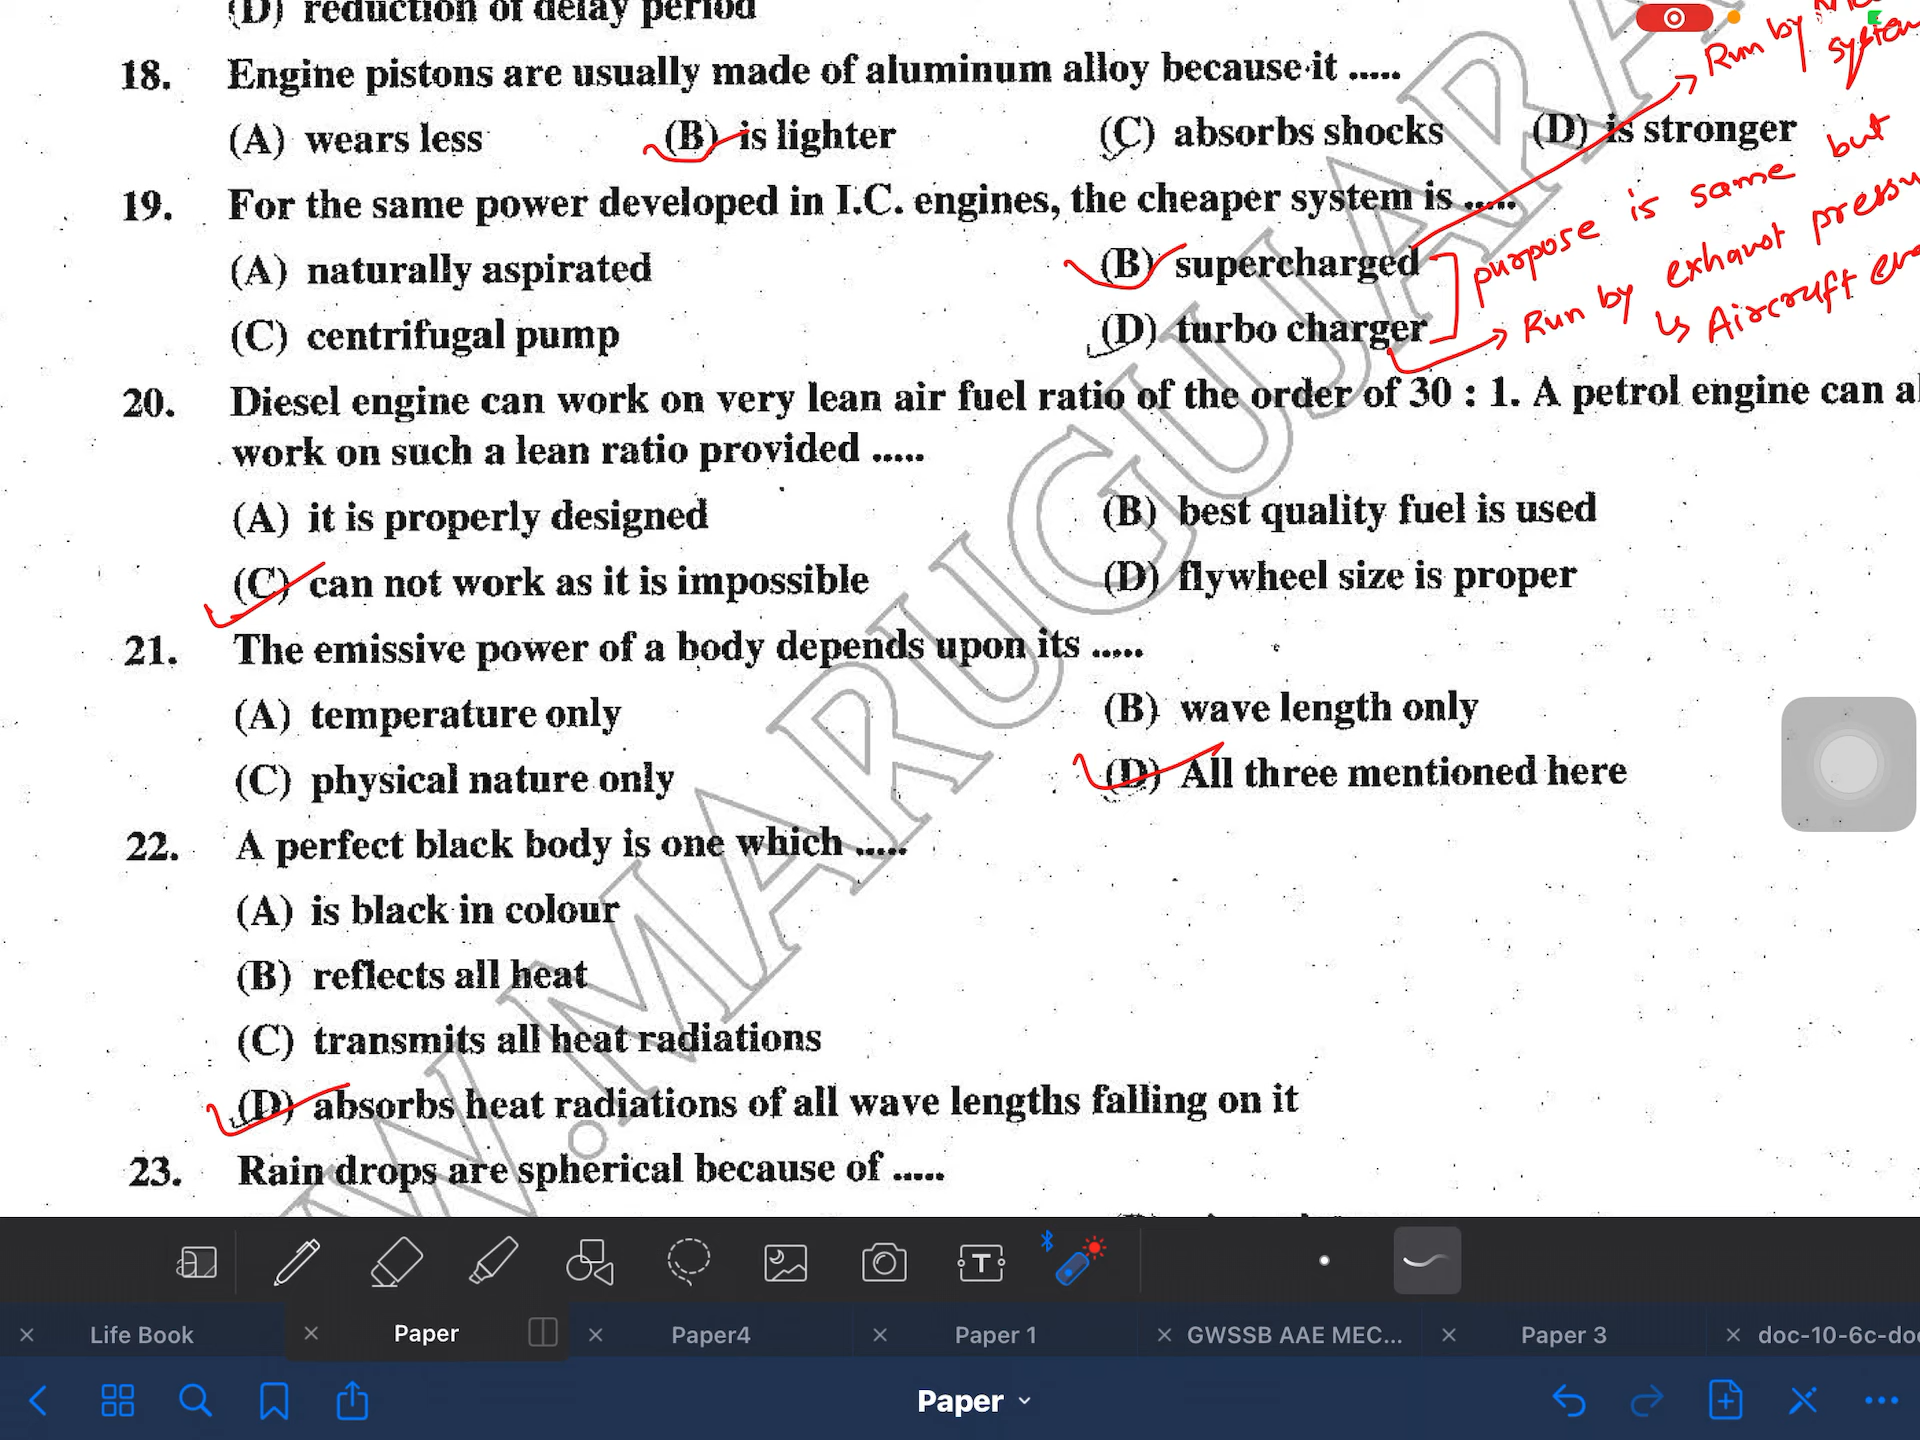 (D) reduction of delay period
18. Engine pistons are usually made of aluminum alloy because it .....
(A) wears less (B) is lighter (C) absorbs shocks (D) is stronger
19. For the same power developed in I.C. engines, the cheaper system is .....
(A) naturally aspirated (B) supercharged
(C) centrifugal pump (D) turbo charger
Run by
system
purpose is same but
Run by exhaust
↳ Aircraft
20. Diesel engine can work on very lean air fuel ratio of the order of 30 : 1. A petrol engine can
work on such a lean ratio provided .....
(A) it is properly designed (B) best quality fuel is used
(C) can not work as it is impossible (D) flywheel size is proper
21. The emissive power of a body depends upon its .....
(A) temperature only (B) wave length only
(C) physical nature only (D) All three mentioned here
22. A perfect black body is one which .....
(A) is black in colour
(B) reflects all heat
(C) transmits all heat radiations
(D) absorbs heat radiations of all wave lengths falling on it
23. Rain drops are spherical because of .....
W.MARUGUJARA
Life Book Paper Paper4 Paper 1 GWSSB AAE MEC... Paper 3 doc-10-6c-doc
Paper